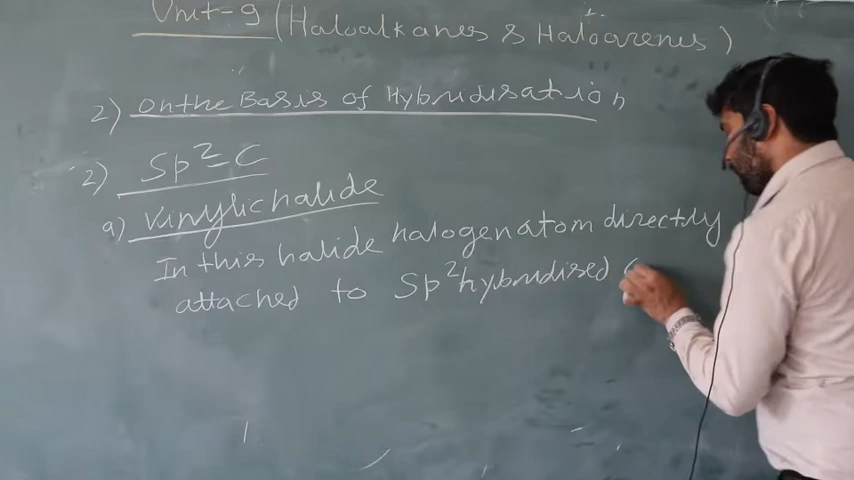 Unit-9 (Haloalkanes & Haloarenes)
2) On the Basis of Hybridisation
2) Sp²-C
a) Vinylic halide
In this halide halogen atom directly
attached to Sp² hybridised C